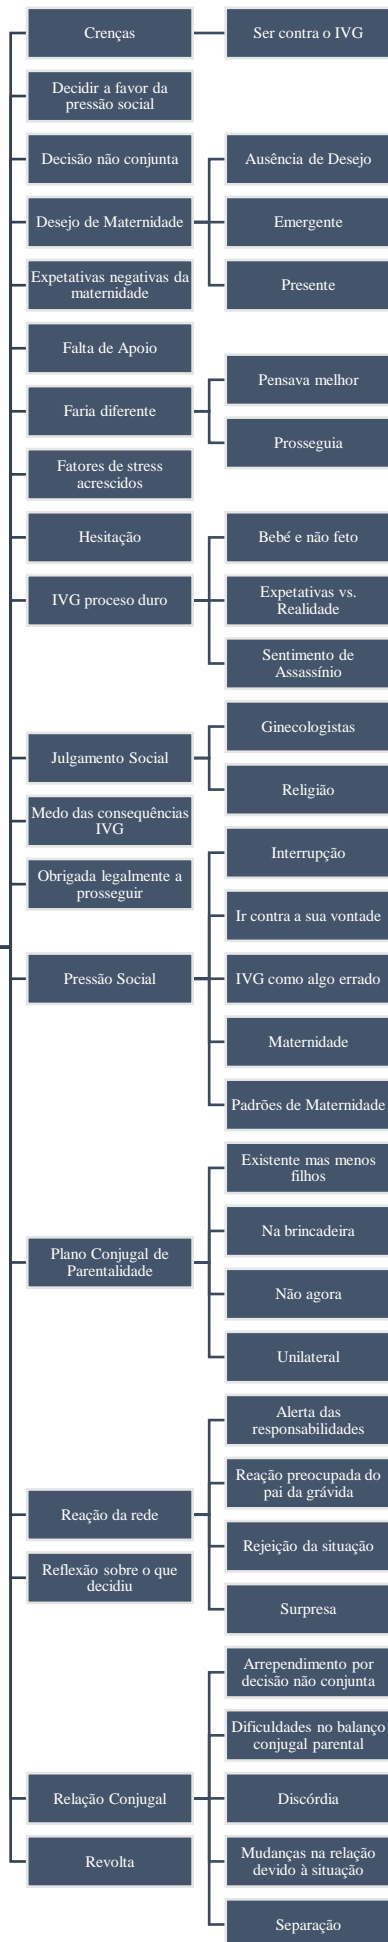 Crenças
Ser contra o IVG
Decidir a favor da
pressão social
Decisão não conjunta
Desejo de Maternidade
Ausência de Desejo
Emergente
Presente
Expetativas negativas da
maternidade
Falta de Apoio
Faria diferente
Pensava melhor
Prosseguia
Fatores de stress
acrescidos
Hesitação
IVG proceso duro
Bebé e não feto
Expetativas vs.
Realidade
Sentimento de
Assassínio
Julgamento Social
Ginecologistas
Religião
Medo das consequências
IVG
Obrigada legalmente a
prosseguir
Pressão Social
Interrupção
Ir contra a sua vontade
IVG como algo errado
Maternidade
Padrões de Maternidade
Plano Conjugal de
Parentalidade
Existente mas menos
filhos
Na brincadeira
Não agora
Unilateral
Reação da rede
Alerta das
responsabilidades
Reação preocupada do
pai da grávida
Rejeição da situação
Surpresa
Reflexão sobre o que
decidiu
Relação Conjugal
Arrependimento por
decisão não conjunta
Dificuldades no balanço
conjugal parental
Discórdia
Mudanças na relação
devido à situação
Separação
Revolta